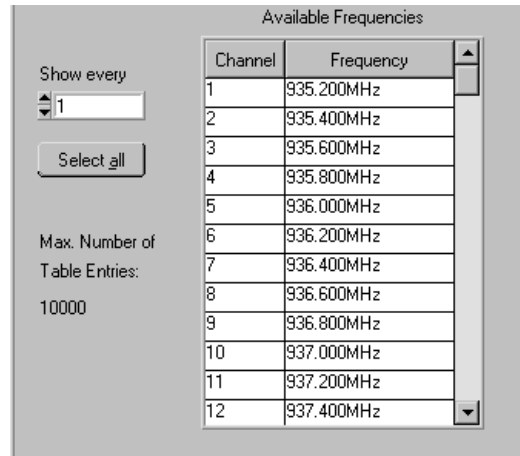 Available Frequencies
Show every
1
Select all
Max. Number of
Table Entries:
10000
Channel Frequency
1 935.200MHz
2 935.400MHz
3 935.600MHz
4 935.800MHz
5 936.000MHz
6 936.200MHz
7 936.400MHz
8 936.600MHz
9 936.800MHz
10 937.000MHz
11 937.200MHz
12 937.400MHz